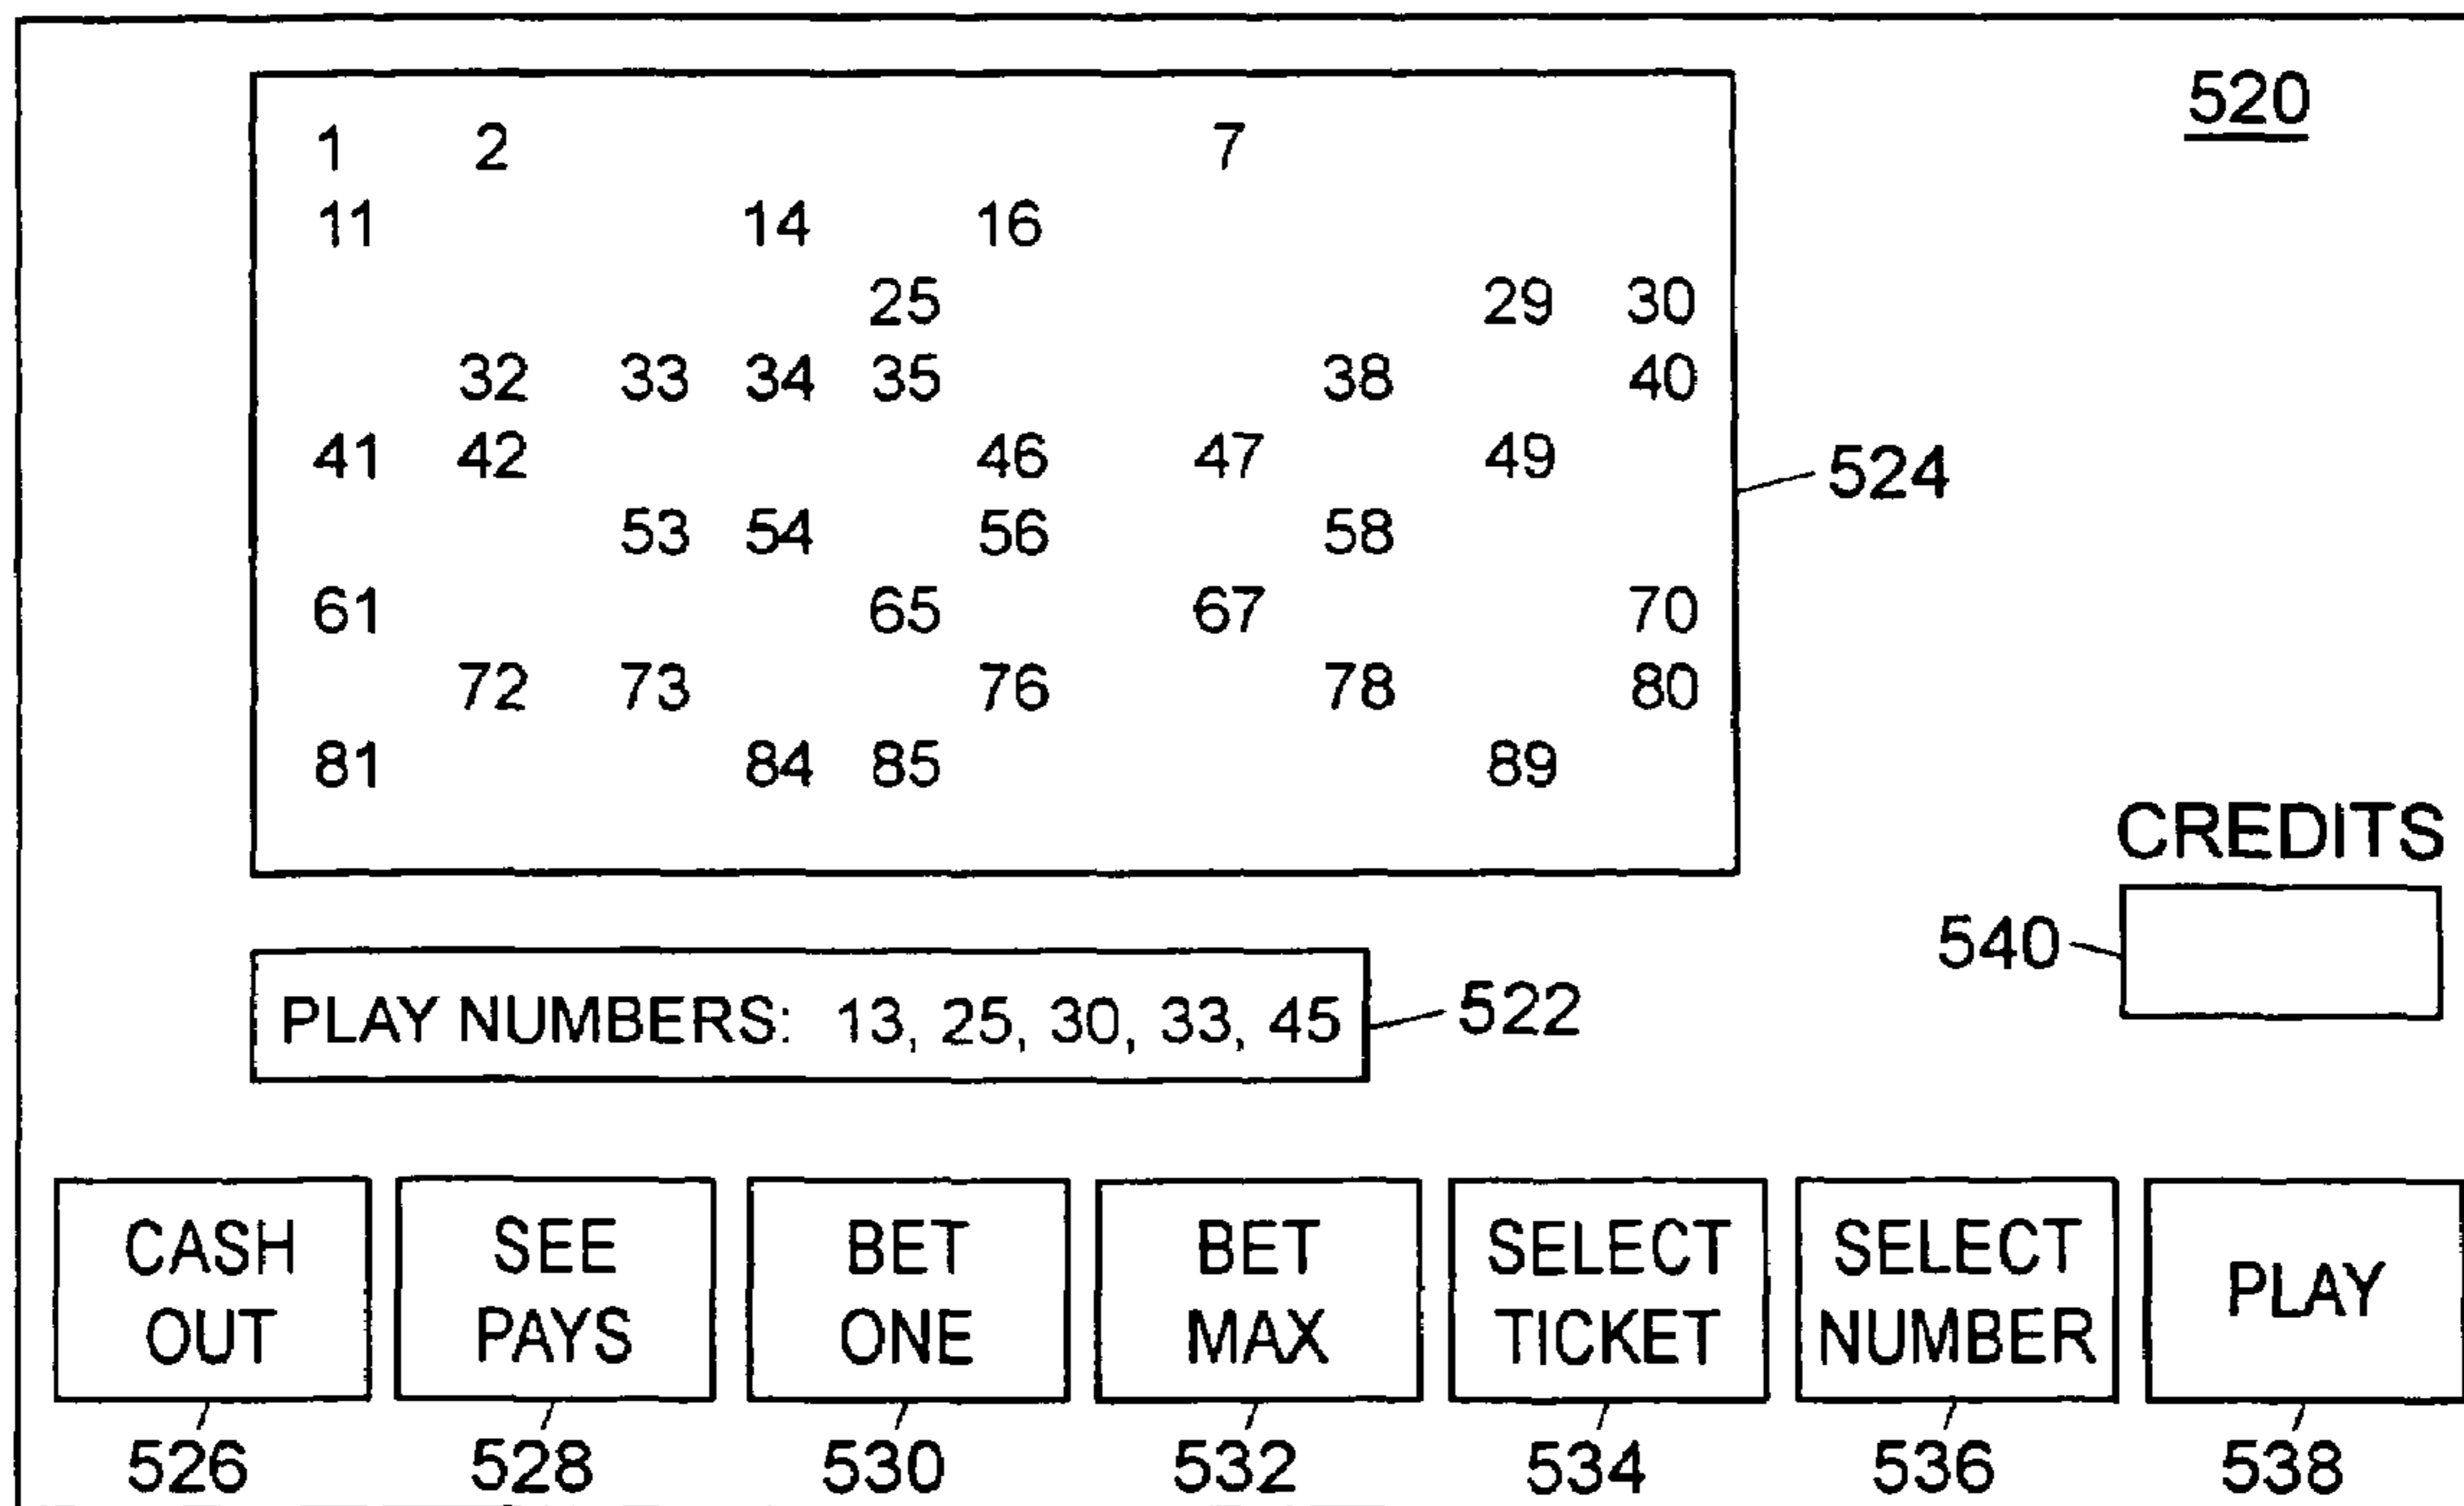 520
1 2 7
11 14 16
25 29 30
32 33 34 35 38 40
41 42 46 47 49
524
53 54 56 58
61 65 67 70
72 73 76 78 80
81 84 85 89
CREDITS
540
PLAY NUMBERS: 13, 25, 30, 33, 45
522
CASH
OUT
SEE
PAYS
BET
ONE
BET
MAX
SELECT
TICKET
SELECT
NUMBER
PLAY
526 528 530 532 534 536 538